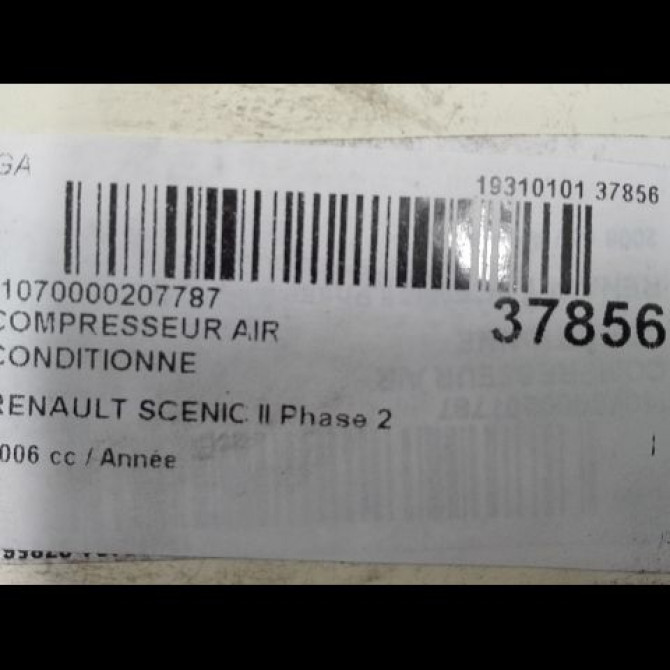 GA
19310101 37856
1070000207787
37856
COMPRESSEUR AIR
CONDITIONNE
RENAULT SCENIC II Phase 2
006 cc / Année